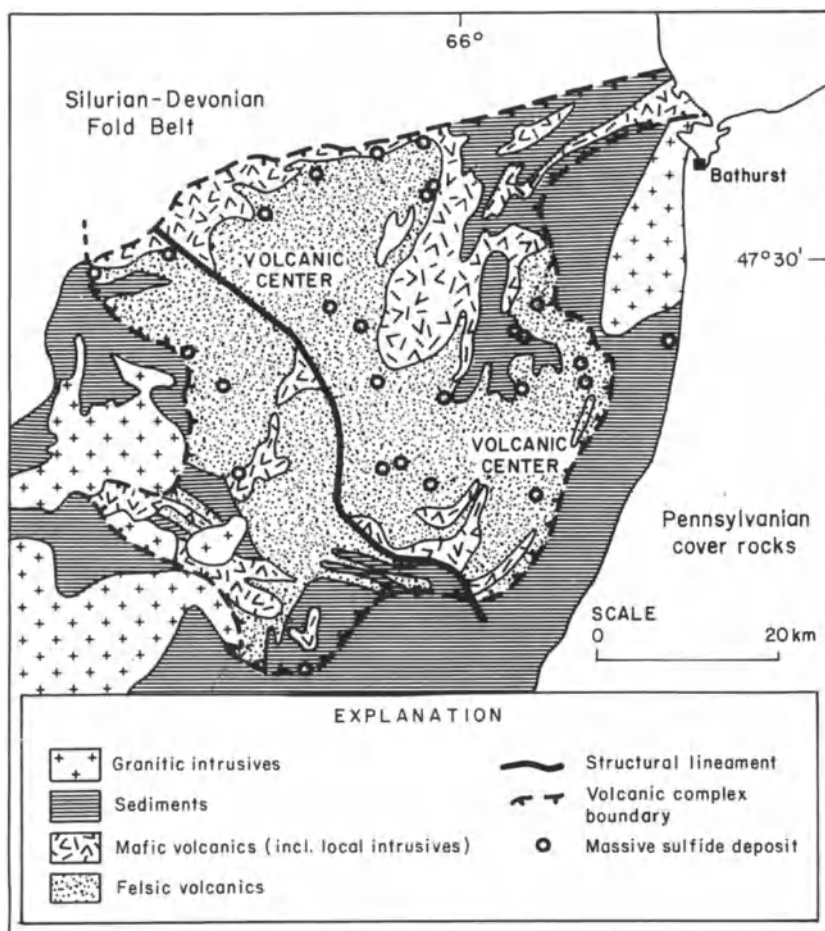 66°
Silurian-Devonian
Fold Belt
Bathurst
47°30'
VOLCANIC
CENTER
VOLCANIC
CENTER
Pennsylvanian
cover rocks
SCALE
0 20 km
EXPLANATION
Granitic intrusives
Sediments
Mafic volcanics (incl. local intrusives)
Felsic volcanics
Structural lineament
Volcanic complex
boundary
Massive sulfide deposit